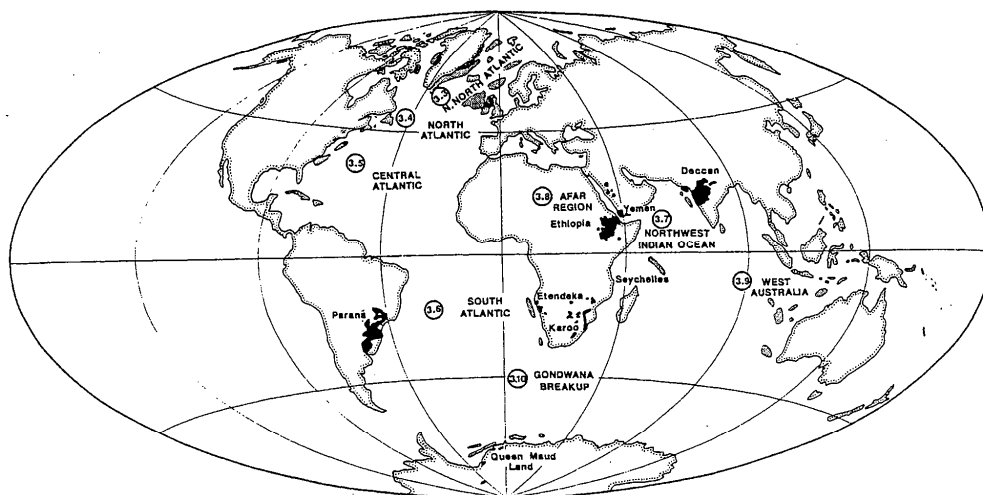 3.3
N. NORTH ATLANTIC
3.4
NORTH
ATLANTIC
3.5
CENTRAL
ATLANTIC
3.8
AFAR
REGION
Deccan
Yemen
Ethiopia
3.7
NORTHWEST
INDIAN OCEAN
Seychelles
3.9
WEST
AUSTRALIA
Paraná
3.6
SOUTH
ATLANTIC
Etendeka
Karoo
3.10
GONDWANA
BREAKUP
Queen Maud
Land